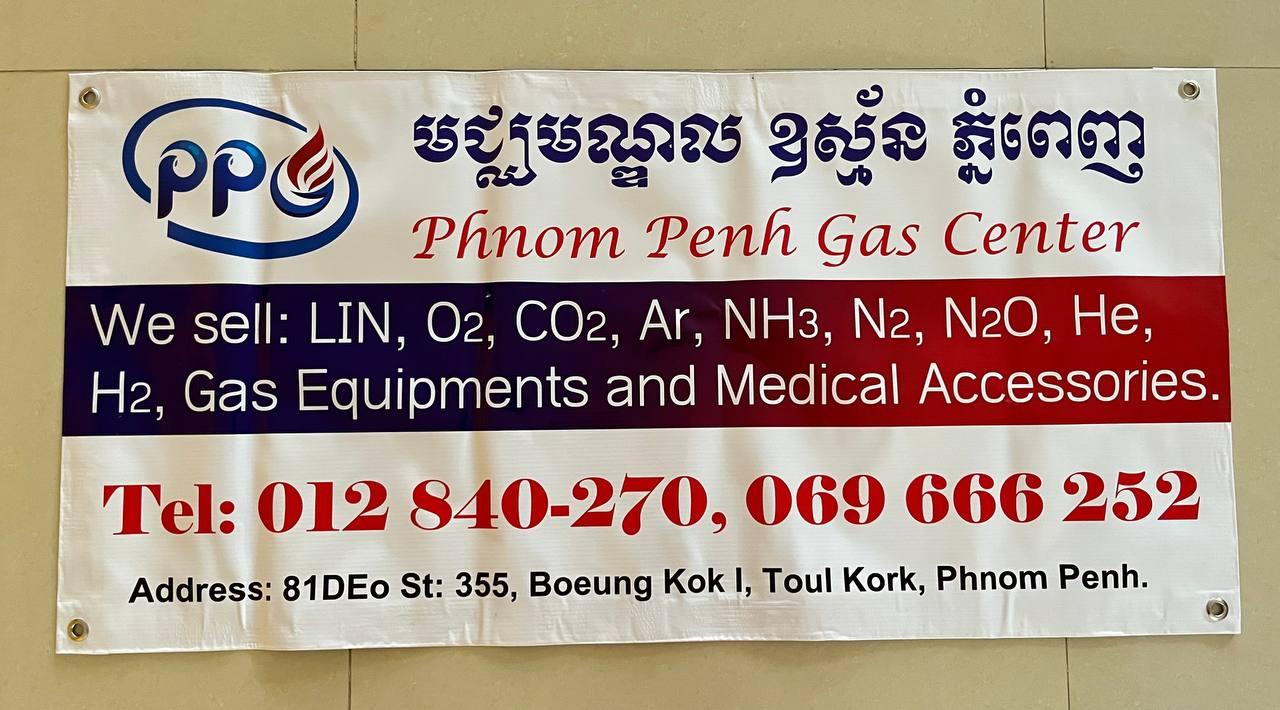 PPG
មជ្ឈមណ្ឌល ឧស្ម័ន ភ្នំពេញ
Phnom Penh Gas Center
We sell: LIN, O2, CO2, Ar, NH3, N2, N2O, He,
H2, Gas Equipments and Medical Accessories.
Tel: 012 840-270, 069 666 252
Address: 81DEo St: 355, Boeung Kok I, Toul Kork, Phnom Penh.